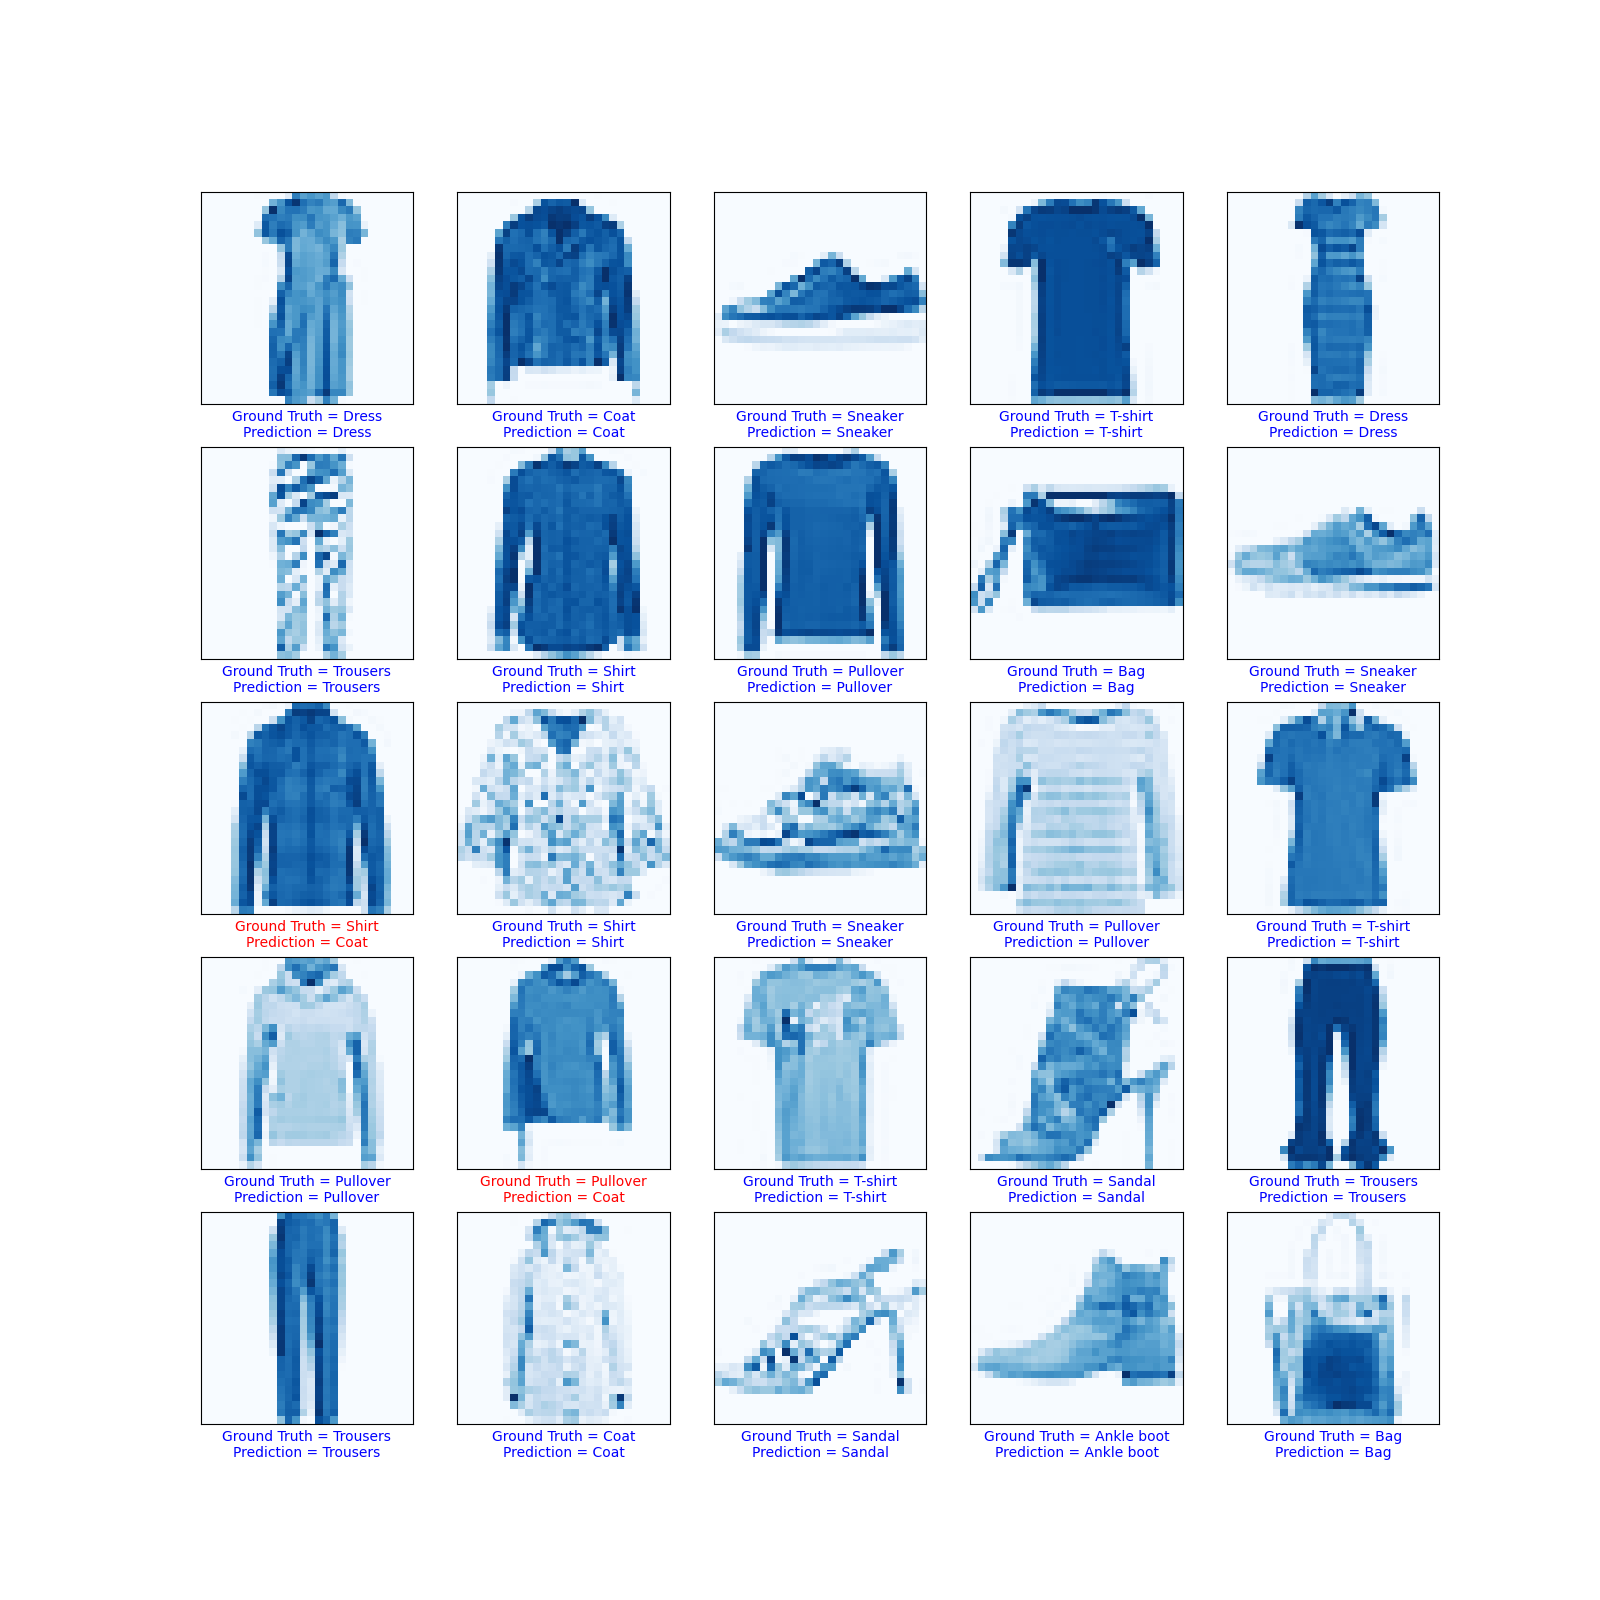 Ground Truth = Dress
Prediction = Dress
Ground Truth = Coat
Prediction = Coat
Ground Truth = Sneaker
Prediction = Sneaker
Ground Truth = T-shirt
Prediction = T-shirt
Ground Truth = Dress
Prediction = Dress
Ground Truth = Trousers
Prediction = Trousers
Ground Truth = Shirt
Prediction = Shirt
Ground Truth = Pullover
Prediction = Pullover
Ground Truth = Bag
Prediction = Bag
Ground Truth = Sneaker
Prediction = Sneaker
Ground Truth = Shirt
Prediction = Coat
Ground Truth = Shirt
Prediction = Shirt
Ground Truth = Sneaker
Prediction = Sneaker
Ground Truth = Pullover
Prediction = Pullover
Ground Truth = T-shirt
Prediction = T-shirt
Ground Truth = Pullover
Prediction = Pullover
Ground Truth = Pullover
Prediction = Coat
Ground Truth = T-shirt
Prediction = T-shirt
Ground Truth = Sandal
Prediction = Sandal
Ground Truth = Trousers
Prediction = Trousers
Ground Truth = Trousers
Prediction = Trousers
Ground Truth = Coat
Prediction = Coat
Ground Truth = Sandal
Prediction = Sandal
Ground Truth = Ankle boot
Prediction = Ankle boot
Ground Truth = Bag
Prediction = Bag